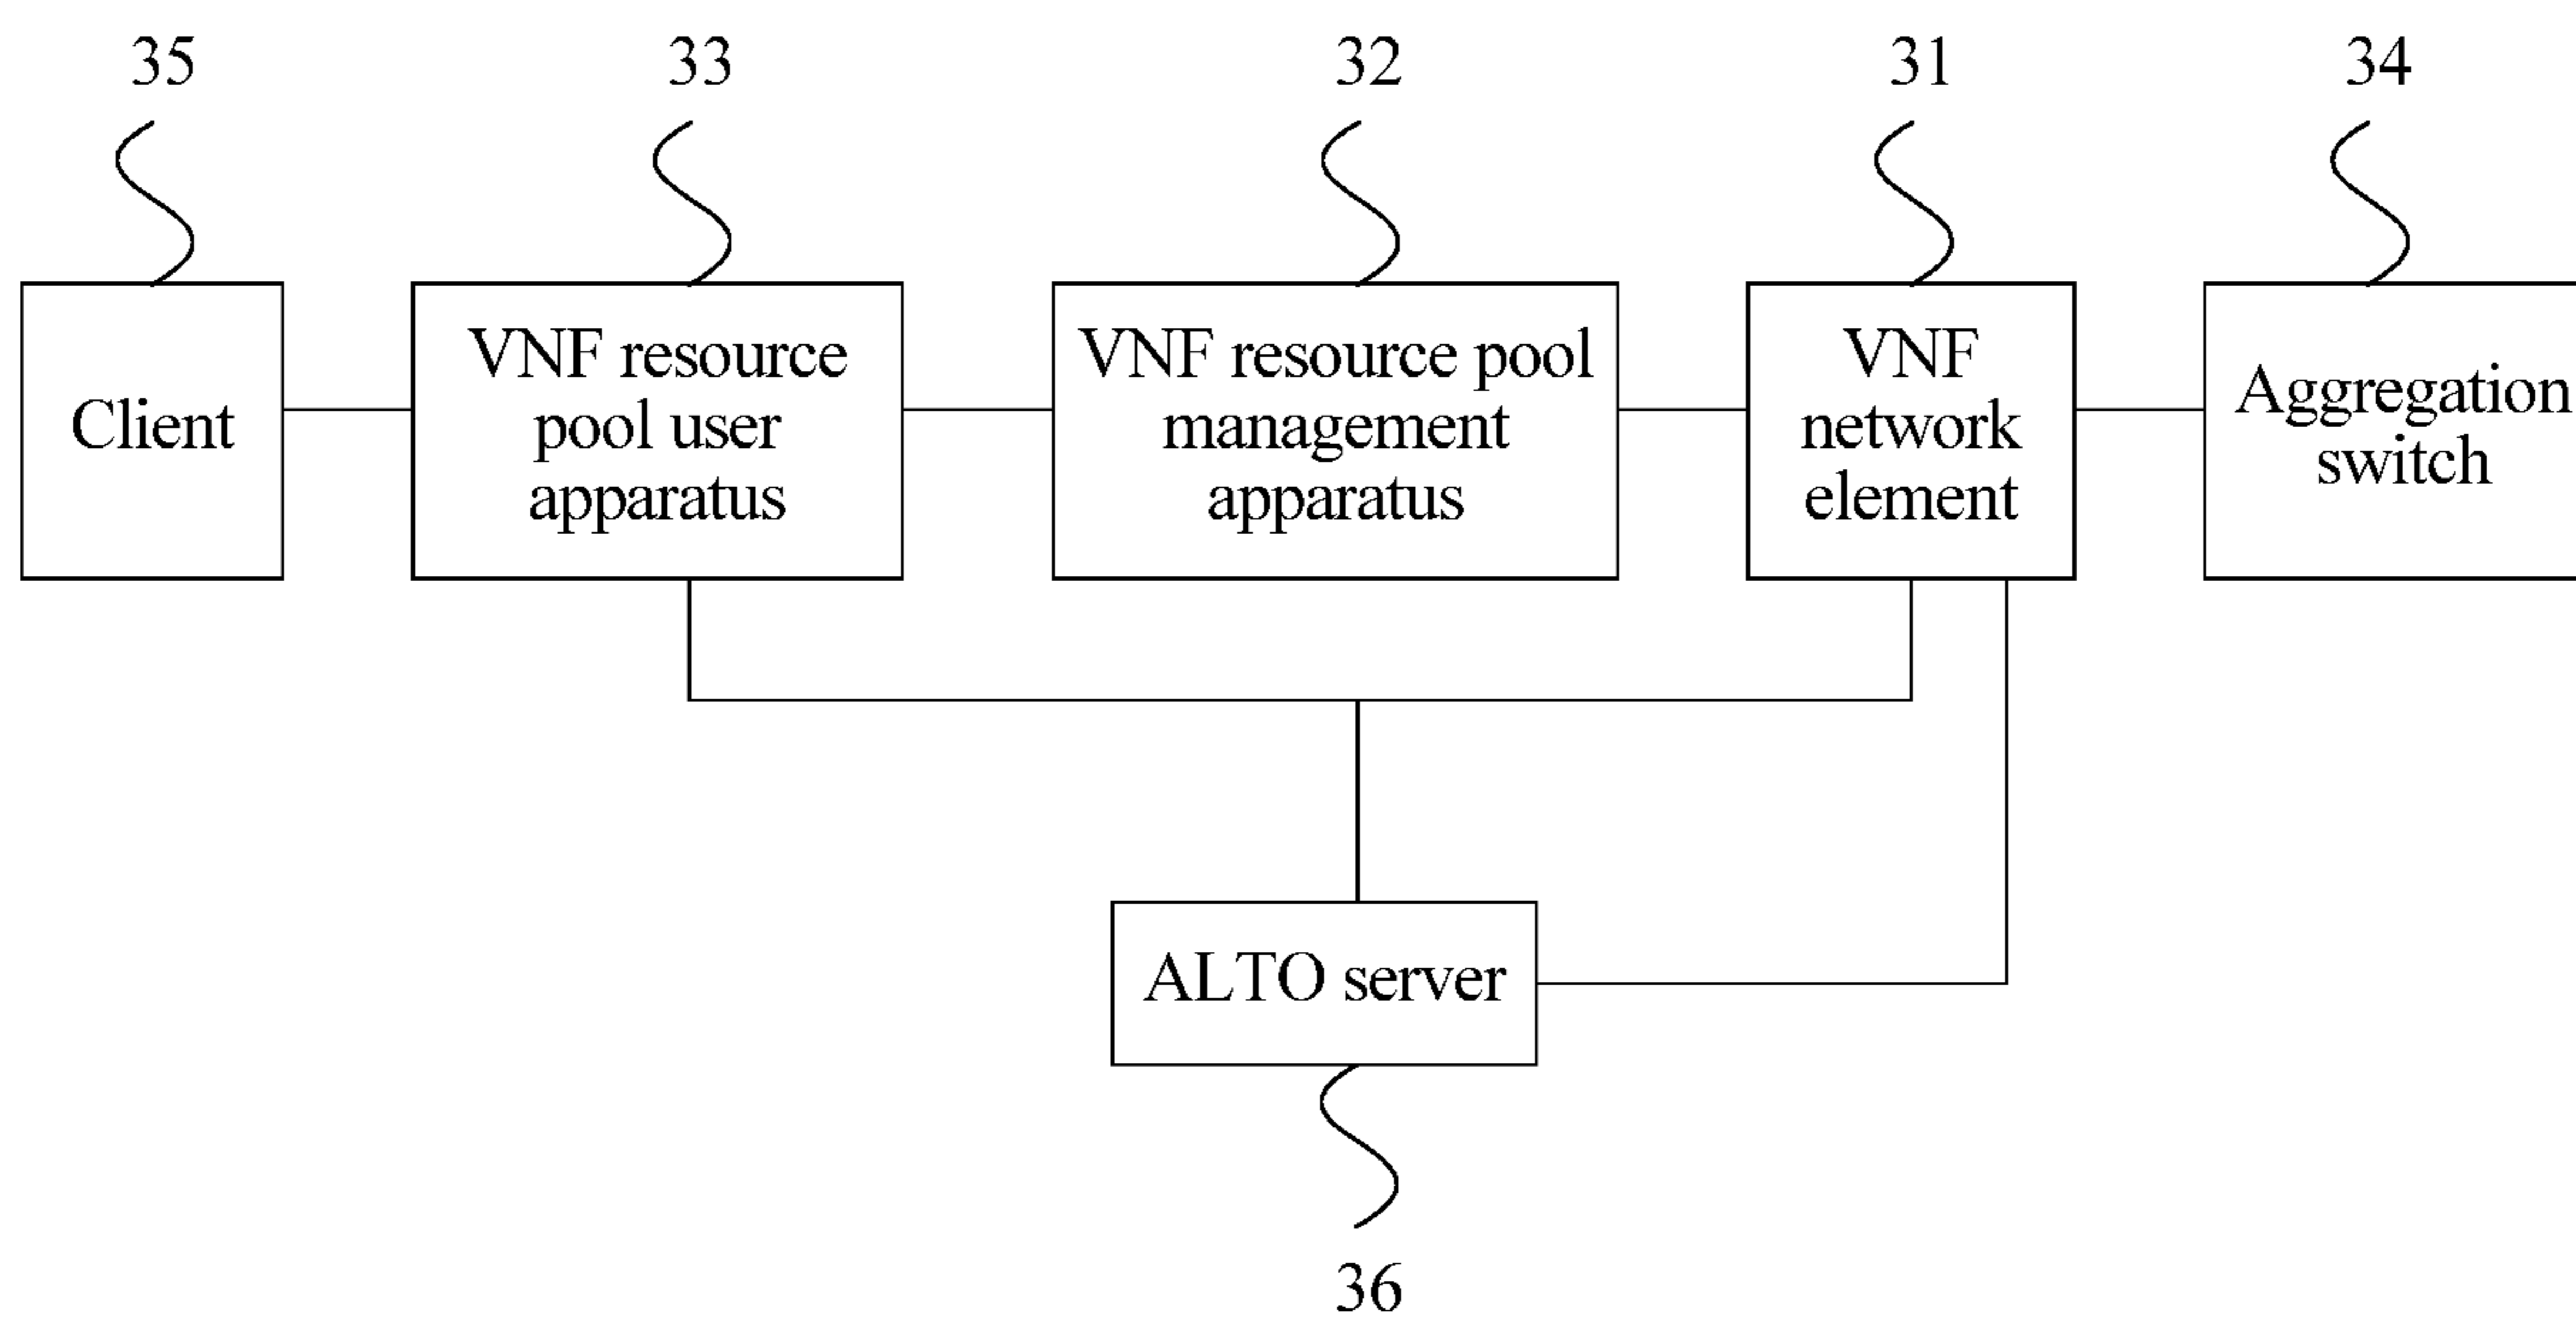 35
33
32
31
34
Client
VNF resource
pool user
apparatus
VNF resource pool
management
apparatus
VNF
network
element
Aggregation
switch
ALTO server
36